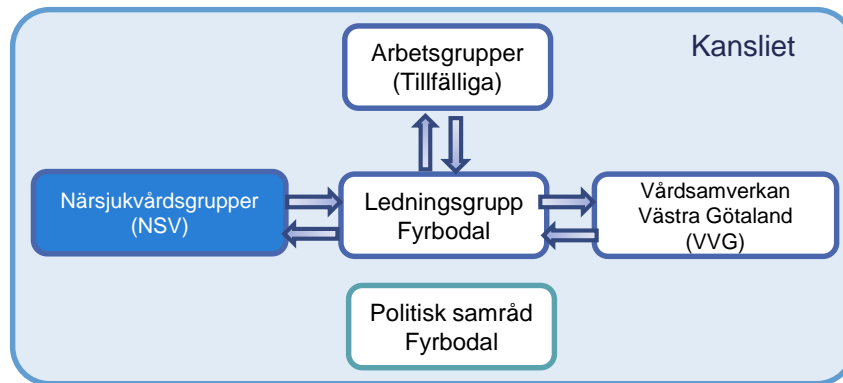 Kansliet
Arbetsgrupper
(Tillfälliga)
Närsjukvårdsgrupper
(NSV)
Ledningsgrupp
Fyrbodal
Vårdsamverkan
Västra Götaland
(VVG)
Politisk samråd
Fyrbodal